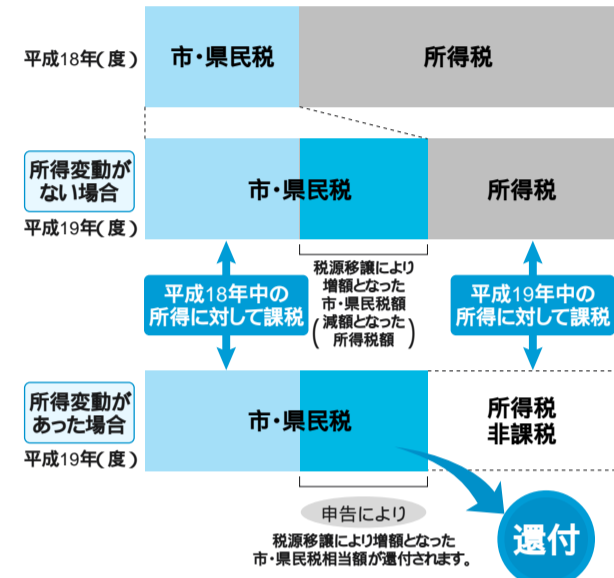 平成18年(度)
市・県民税
所得税
所得変動が
ない場合
平成19年(度)
市・県民税
所得税
税源移譲により
増額となった
市・県民税額
(減額となった
所得税額)
平成18年中の
所得に対して課税
平成19年中の
所得に対して課税
所得変動が
あった場合
平成19年(度)
市・県民税
所得税
非課税
申告により
税源移譲により増額となった
市・県民税相当額が還付されます。
還付